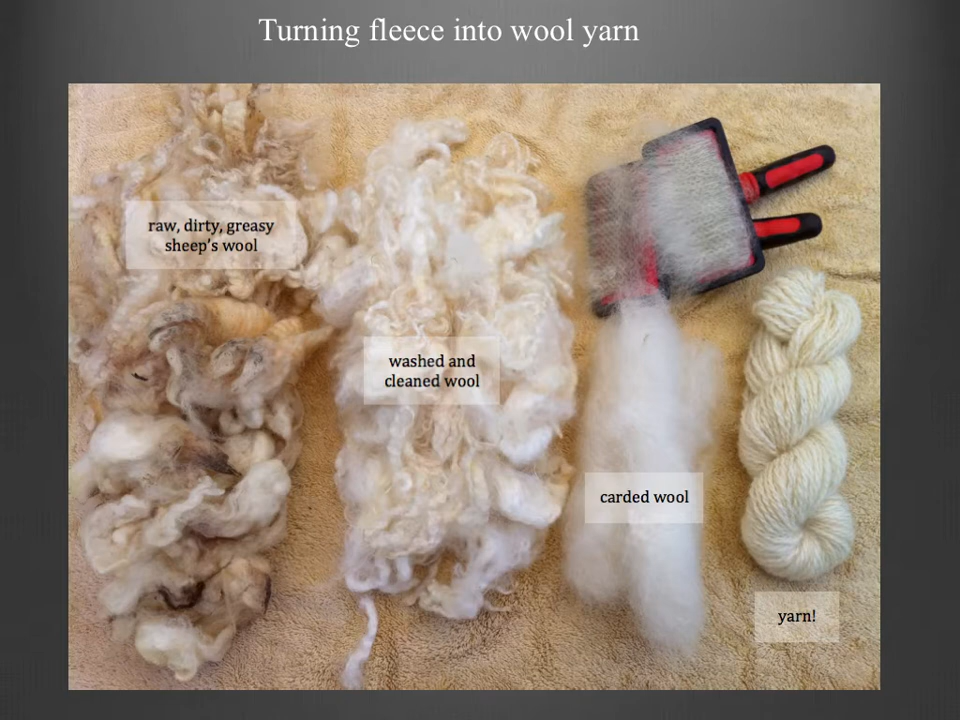 Turning fleece into wool yarn
raw, dirty, greasy
sheep's wool
washed and
cleaned wool
carded wool
yarn!